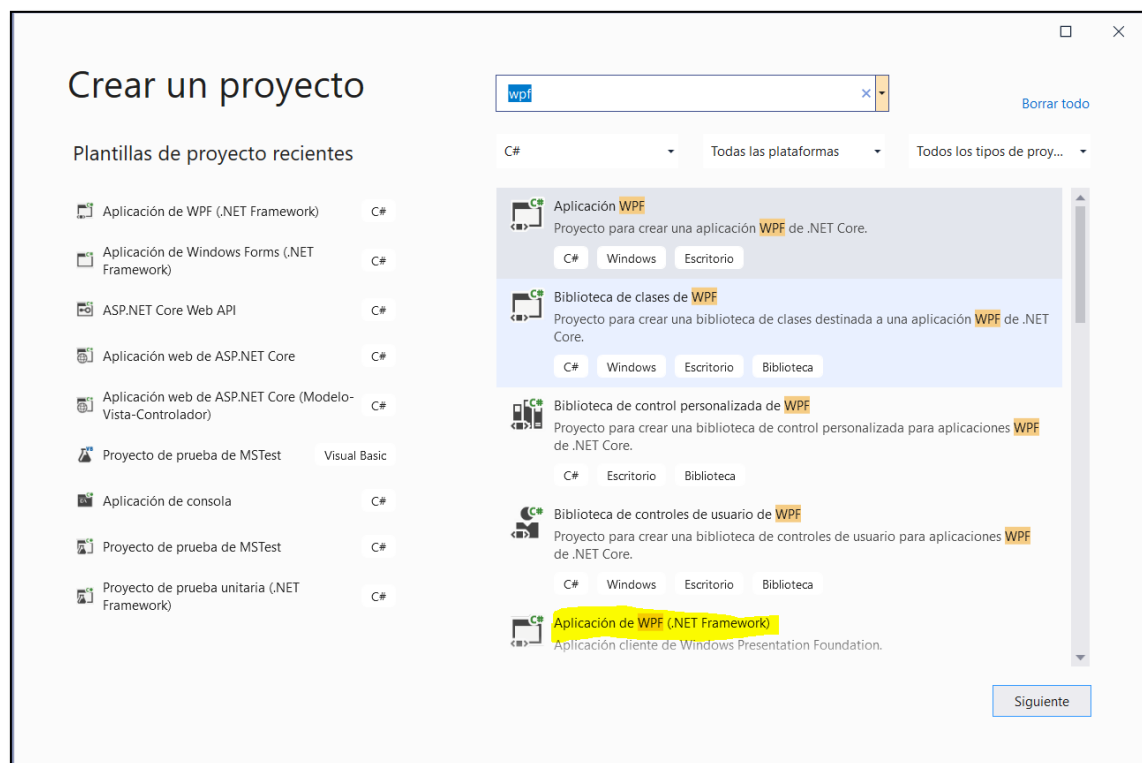 Crear un proyecto
wpf
Borrar todo
Plantillas de proyecto recientes
C#
Todas las plataformas
Todos los tipos de proy...
Aplicación de WPF (.NET Framework)
C#
Aplicación de Windows Forms (.NET
Framework)
C#
ASP.NET Core Web API
C#
Aplicación web de ASP.NET Core
C#
Aplicación web de ASP.NET Core (Modelo-
Vista-Controlador)
C#
Proyecto de prueba de MSTest
Visual Basic
Aplicación de consola
C#
Proyecto de prueba de MSTest
C#
Proyecto de prueba unitaria (.NET
Framework)
C#
Aplicación WPF
Proyecto para crear una aplicación WPF de .NET Core.
C# Windows Escritorio
Biblioteca de clases de WPF
Proyecto para crear una biblioteca de clases destinada a una aplicación WPF de .NET
Core.
C# Windows Escritorio Biblioteca
Biblioteca de control personalizada de WPF
Proyecto para crear una biblioteca de control personalizada para aplicaciones WPF
de .NET Core.
C# Escritorio Biblioteca
Biblioteca de controles de usuario de WPF
Proyecto para crear una biblioteca de controles de usuario para aplicaciones WPF
de .NET Core.
C# Windows Escritorio Biblioteca
Aplicación de WPF (.NET Framework)
Aplicación cliente de Windows Presentation Foundation.
Siguiente